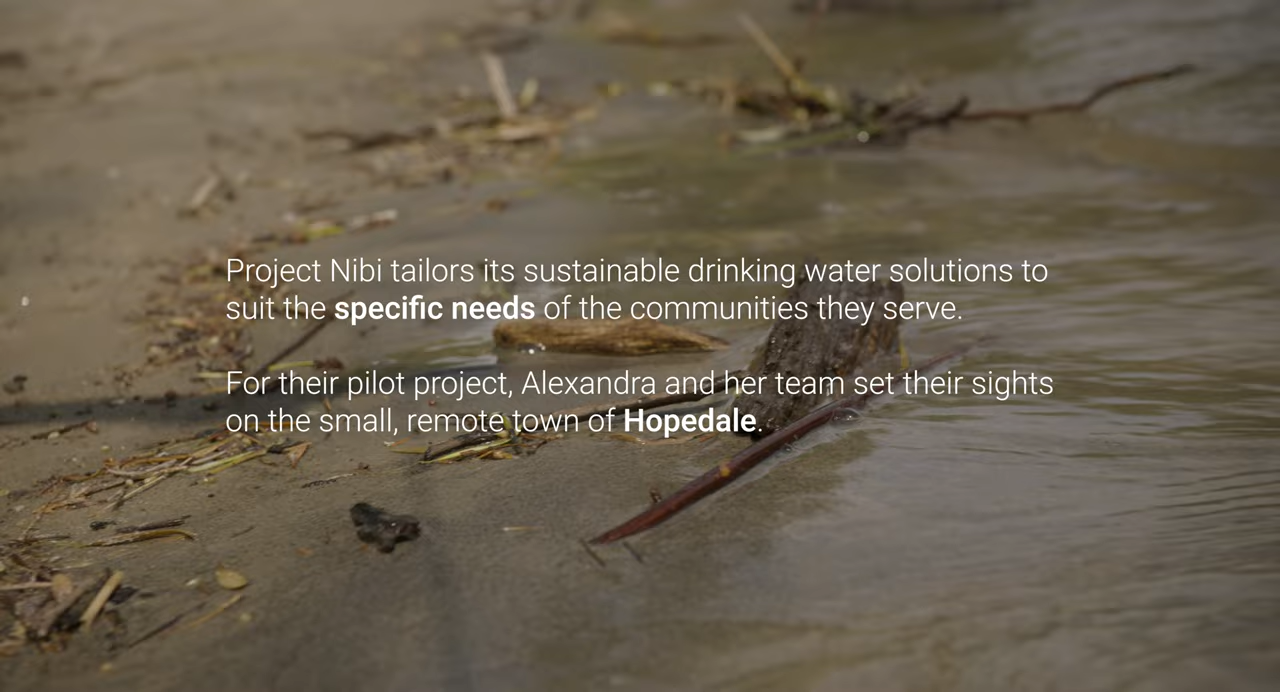 Project Nibi tailors its sustainable drinking water solutions to
suit the specific needs of the communities they serve.
For their pilot project, Alexandra and her team set their sights
on the small, remote town of Hopedale.